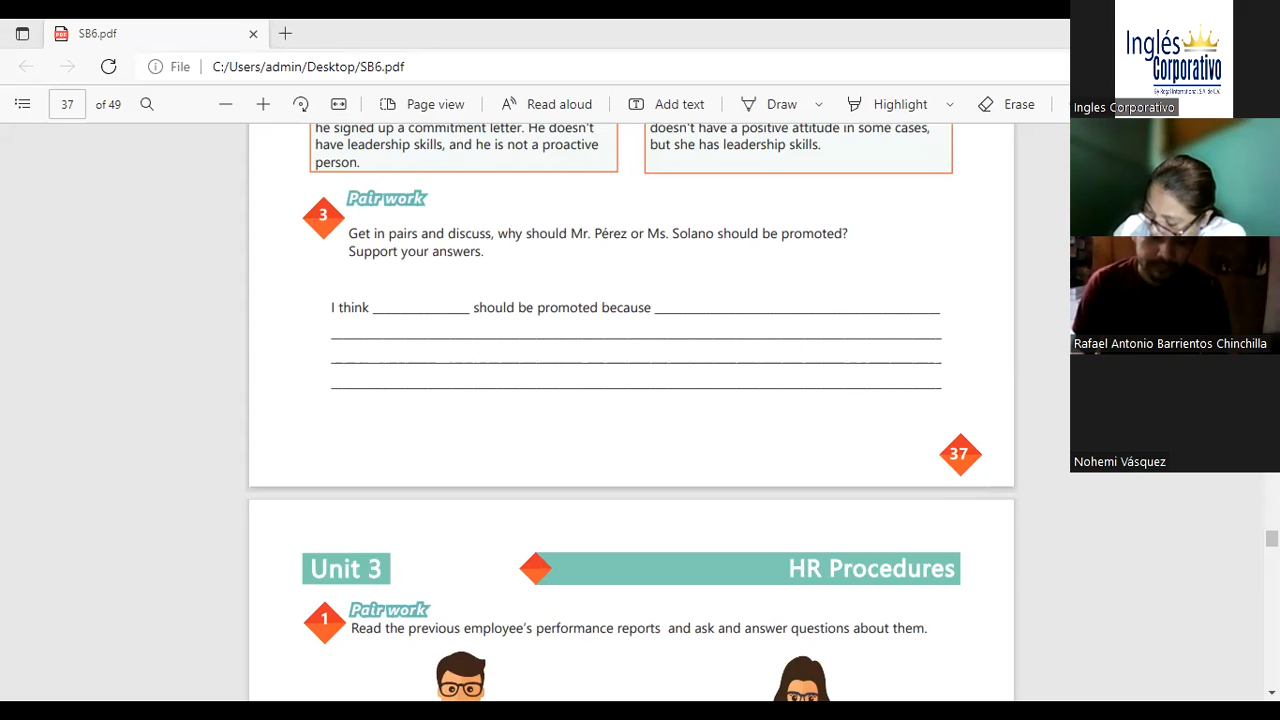 SB6.pdf
File
C:/Users/admin/Desktop/SB6.pdf
37
of 49
Page view
Read aloud
Add text
Draw
Highlight
Erase
he signed up a commitment letter. He doesn't
have leadership skills, and he is not a proactive
person.
doesn't have a positive attitude in some cases,
but she has leadership skills.
3
Pair work
Get in pairs and discuss, why should Mr. Pérez or Ms. Solano should be promoted?
Support your answers.
I think ____________ should be promoted because ____________________________________
37
Unit 3
HR Procedures
1
Pair work
Read the previous employee's performance reports and ask and answer questions about them.
Inglés
Corporativo
Ingles Corporativo
Rafael Antonio Barrientos Chinchilla
Nohemi Vásquez